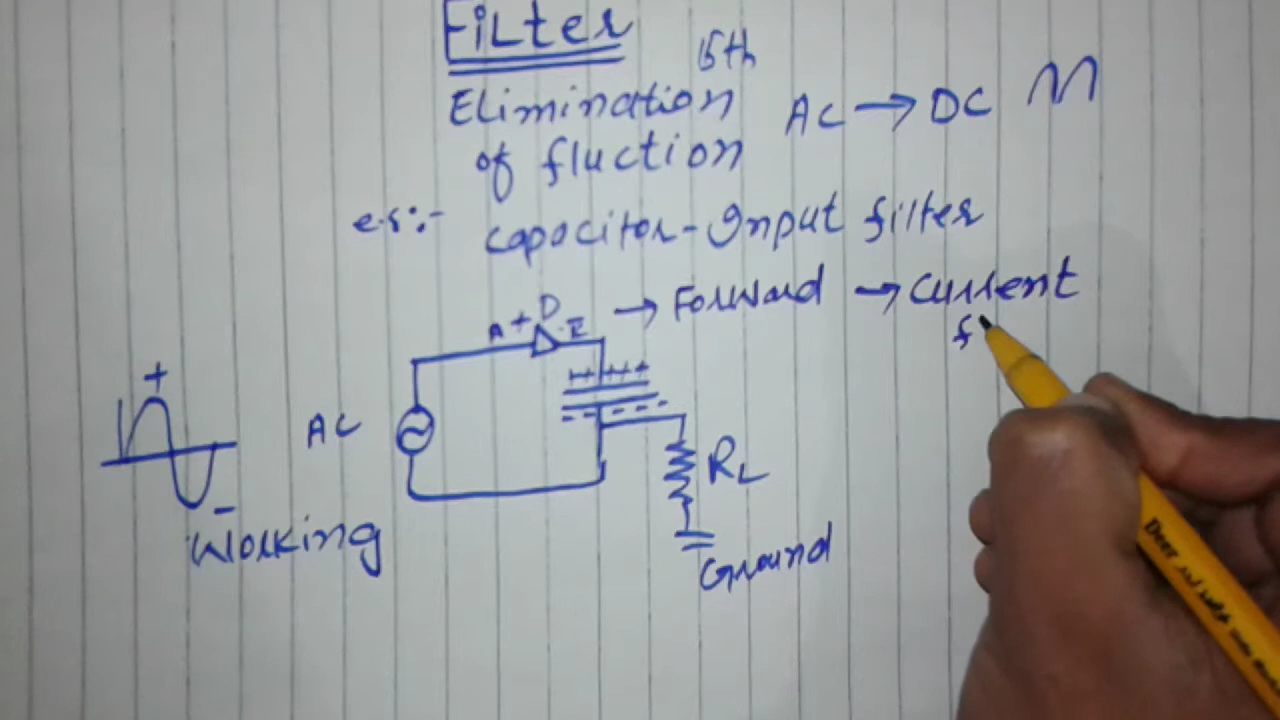 Filter
15th
Elimination
of fluction
AC → DC
e.g:-
capacitor-Input filter
A + D
→ Forward → Current
f
+
AC
++++
----
RL
-
Working
Ground